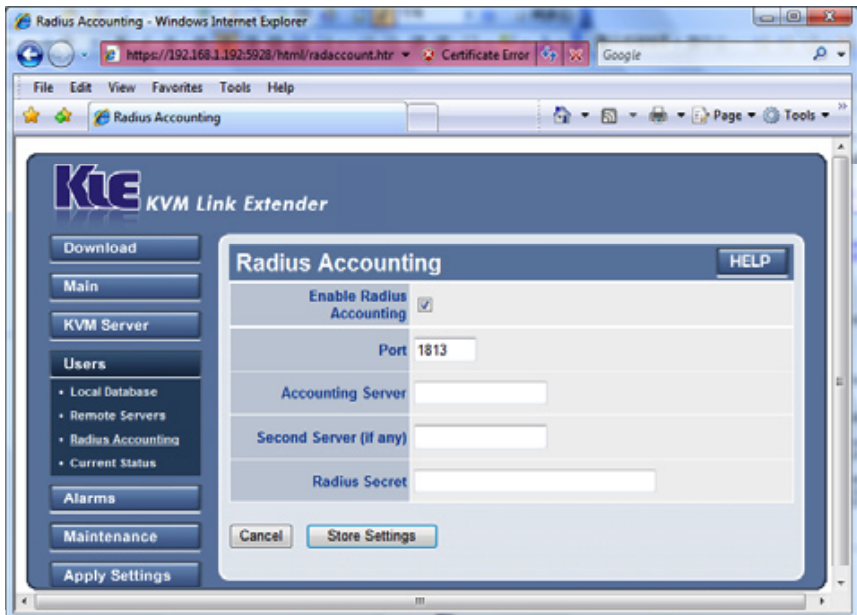 Radius Accounting - Windows Internet Explorer
https://192.168.1.192:5928/html/radaccount.htr
Certificate Error
Google
File Edit View Favorites Tools Help
Radius Accounting
Page
Tools
KLE KVM Link Extender
Download
Main
KVM Server
Users
• Local Database
• Remote Servers
• Radius Accounting
• Current Status
Alarms
Maintenance
Apply Settings
Radius Accounting
HELP
Enable Radius
Accounting
Port 1813
Accounting Server
Second Server (if any)
Radius Secret
Cancel
Store Settings